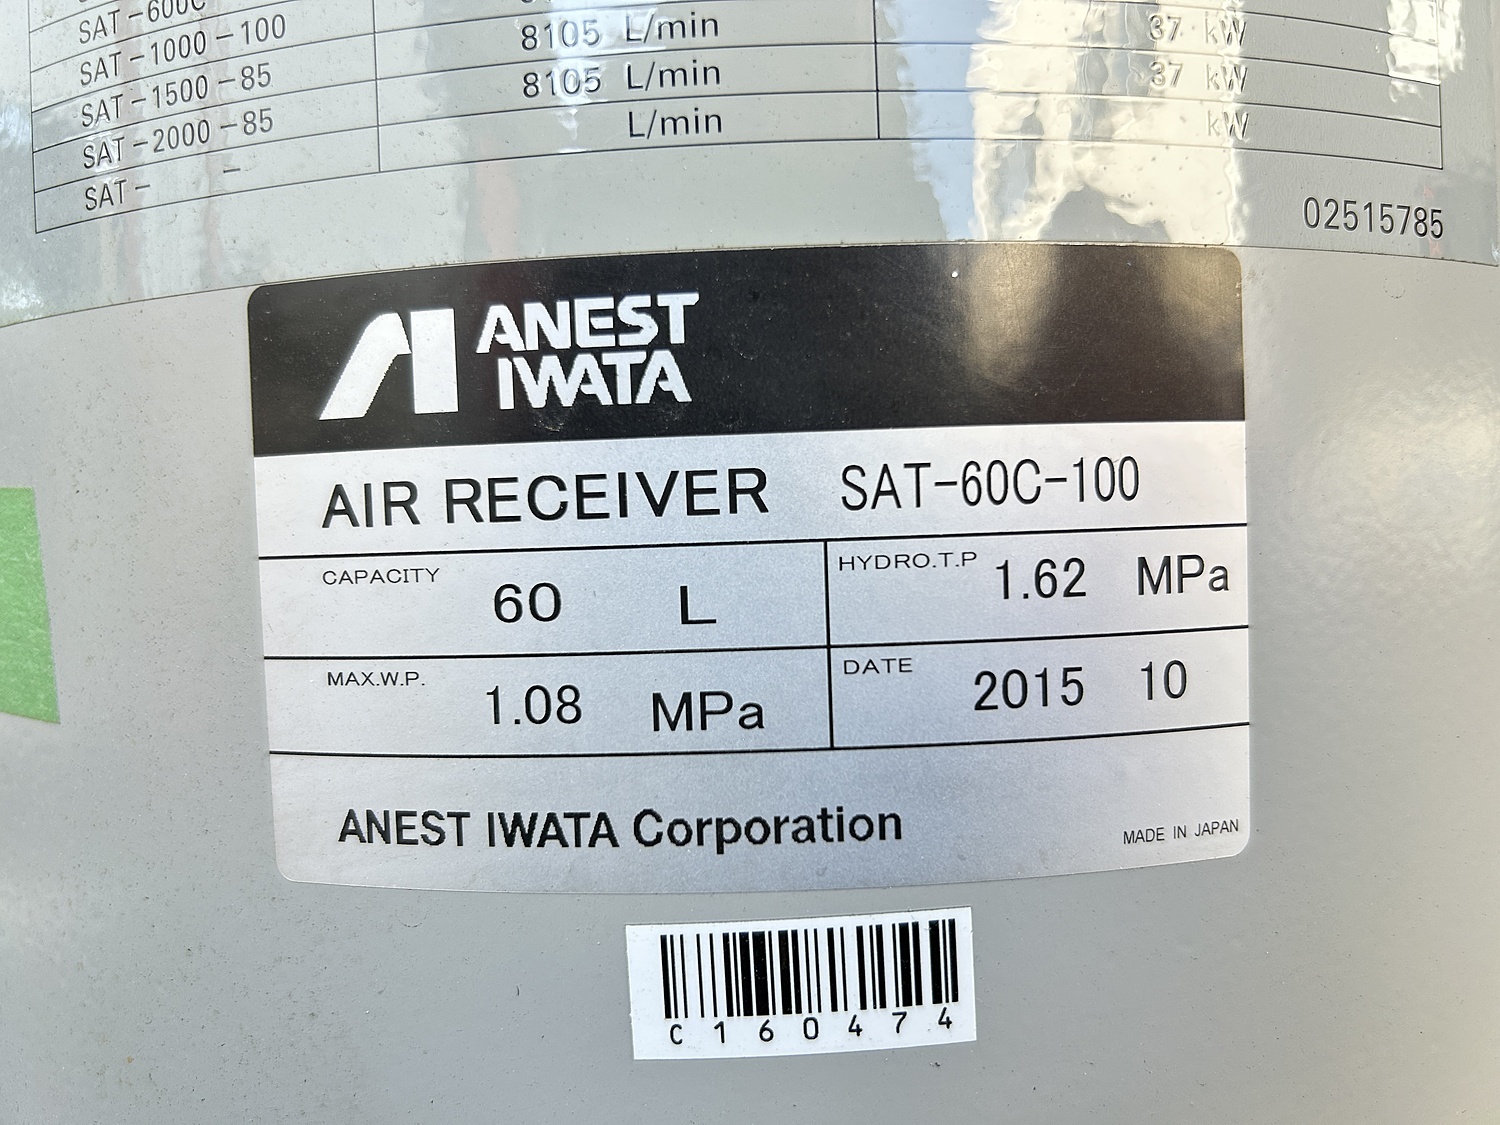 SAT-600C
SAT-1000-100 8105 L/min 37 kW
SAT-1500-85 8105 L/min 37 kW
SAT-2000-85 L/min kW
SAT- -
02515785
ANEST
IWATA
AIR RECEIVER SAT-60C-100
CAPACITY 60 L HYDRO.T.P 1.62 MPa
MAX.W.P. 1.08 MPa DATE 2015 10
ANEST IWATA Corporation MADE IN JAPAN
C160474